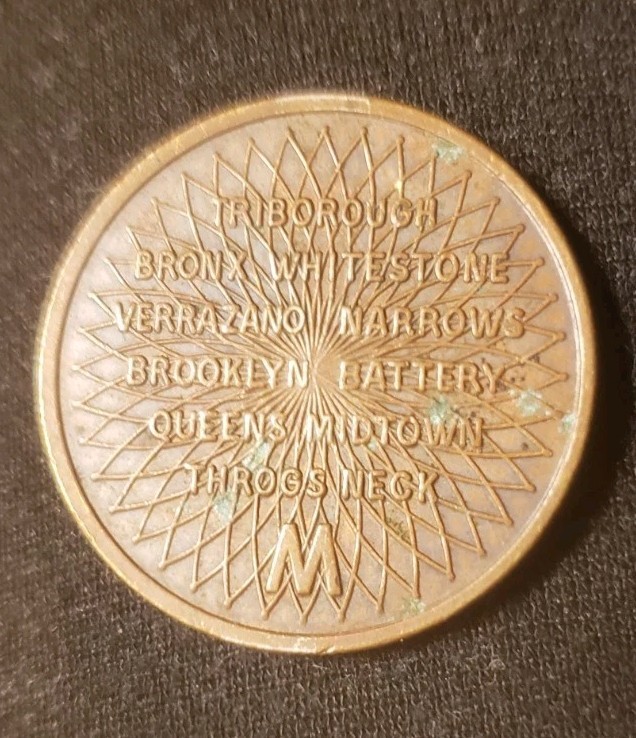 TRIBOROUGH
BRONX WHITESTONE
VERRAZANO NARROWS
BROOKLYN BATTERY
QUEENS MIDTOWN
THROGS NECK
M